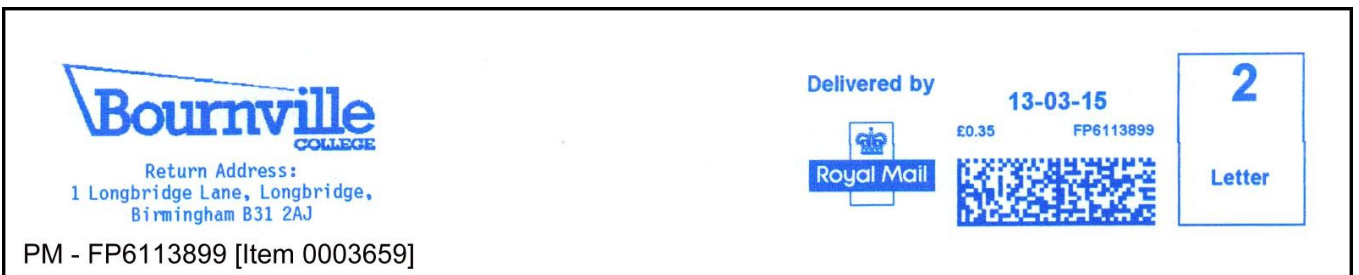 Bournville
COLLEGE
Return Address:
1 Longbridge Lane, Longbridge,
Birmingham B31 2AJ
Delivered by
Royal Mail
13-03-15
£0.35 FP6113899
2
Letter
PM - FP6113899 [Item 0003659]